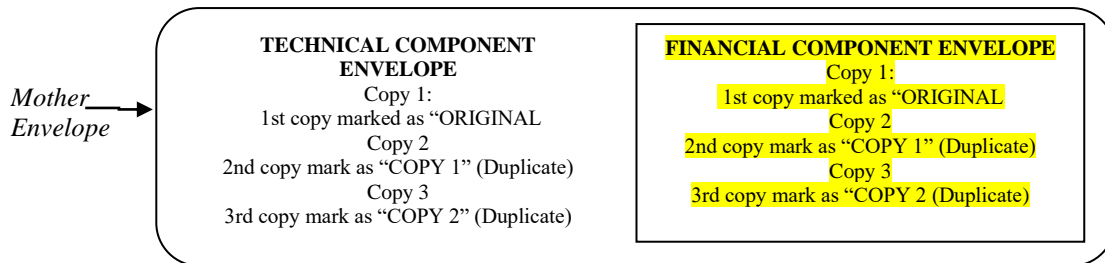 Mother
Envelope
TECHNICAL COMPONENT
ENVELOPE
Copy 1:
1st copy marked as “ORIGINAL
Copy 2
2nd copy mark as “COPY 1” (Duplicate)
Copy 3
3rd copy mark as “COPY 2” (Duplicate)
FINANCIAL COMPONENT ENVELOPE
Copy 1:
1st copy marked as “ORIGINAL
Copy 2
2nd copy mark as “COPY 1” (Duplicate)
Copy 3
3rd copy mark as “COPY 2 (Duplicate)